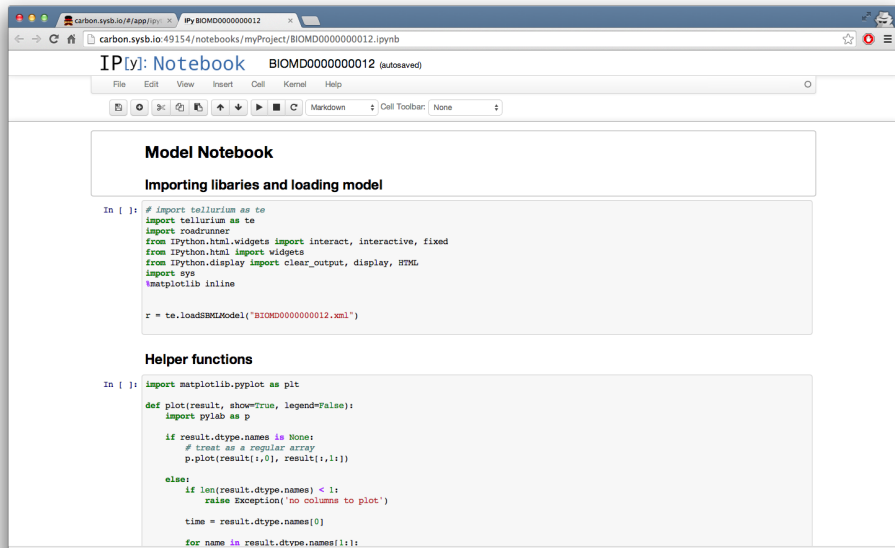 carbon.sysb.io/#/app/ipyt
IPy BIOMD0000000012
carbon.sysb.io:49154/notebooks/myProject/BIOMD0000000012.ipynb
IP[y]: Notebook BIOMD0000000012 (autosaved)
File Edit View Insert Cell Kernel Help
Markdown Cell Toolbar: None
Model Notebook
Importing libaries and loading model
In [ ]: # import tellurium as te
import tellurium as te
import roadrunner
from IPython.html.widgets import interact, interactive, fixed
from IPython.html import widgets
from IPython.display import clear_output, display, HTML
import sys
%matplotlib inline
r = te.loadSBMLModel("BIOMD0000000012.xml")
Helper functions
In [ ]: import matplotlib.pyplot as plt
def plot(result, show=True, legend=False):
import pylab as p
if result.dtype.names is None:
# treat as a regular array
p.plot(result[:,0], result[:,1:])
else:
if len(result.dtype.names) < 1:
raise Exception('no columns to plot')
time = result.dtype.names[0]
for name in result.dtype.names[1:]: